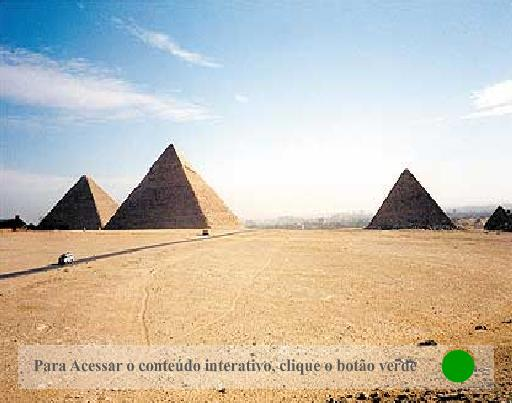 Para Acessar o conteúdo interativo, clique o botão verde